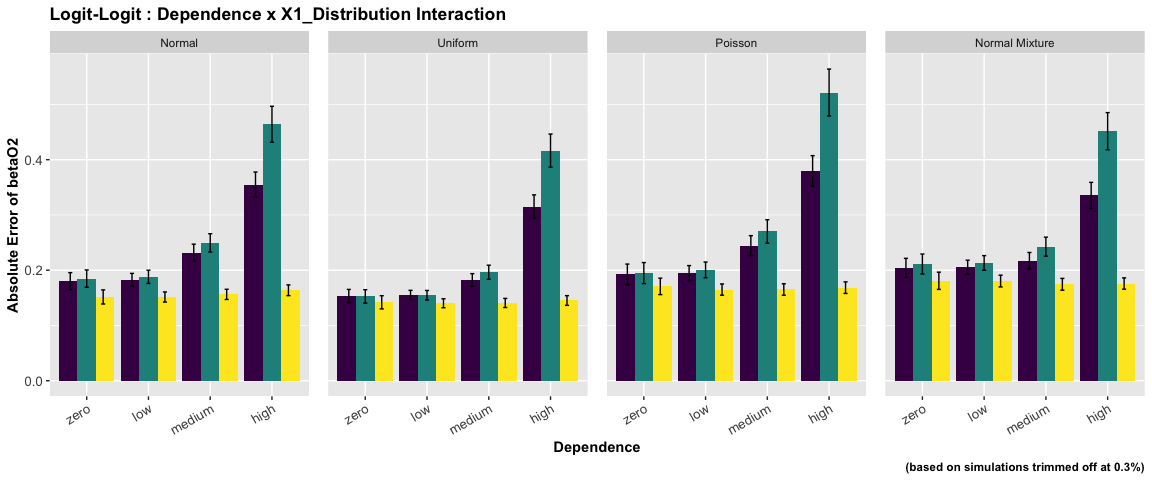 Logit-Logit : Dependence x X1_Distribution Interaction
Normal
Uniform
Poisson
Normal Mixture
Absolute Error of betaO2
0.4
0.2
0.0
zero low medium high
zero low medium high
zero low medium high
zero low medium high
Dependence
(based on simulations trimmed off at 0.3%)